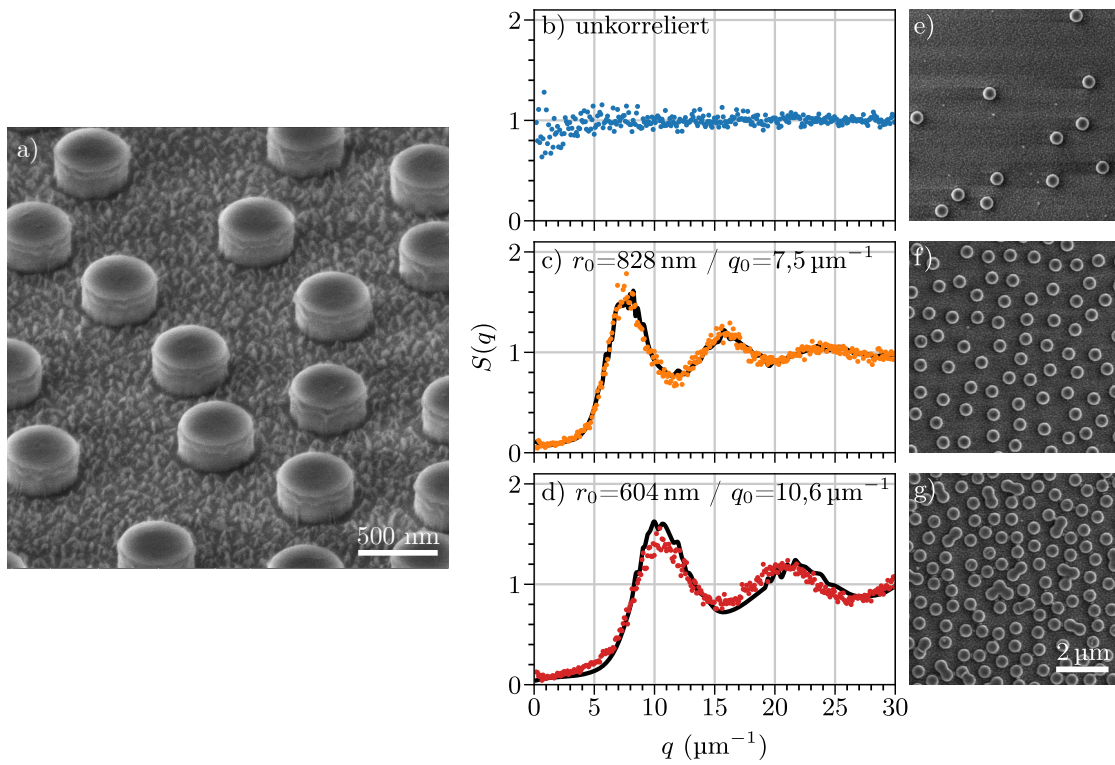 a)
500 nm
b) unkorreliert
2
1
0
c) r₀=828 nm / q₀=7,5 µm⁻¹
2
1
0
S(q)
d) r₀=604 nm / q₀=10,6 µm⁻¹
2
1
0
0 5 10 15 20 25 30
q (µm⁻¹)
e)
f)
g)
2 µm